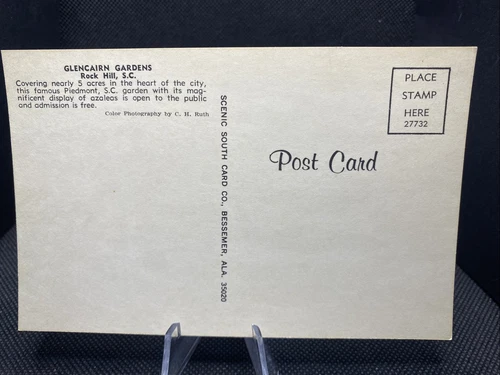 GLENCAIRN GARDENS
Rock Hill, S.C.
Covering nearly 5 acres in the heart of the city,
this famous Piedmont, S.C. garden with its mag-
nificent display of azaleas is open to the public
and admission is free.
Color Photography by C. H. Ruth
SCENIC SOUTH CARD CO., BESSEMER, ALA. 35020
Post Card
PLACE
STAMP
HERE
27732